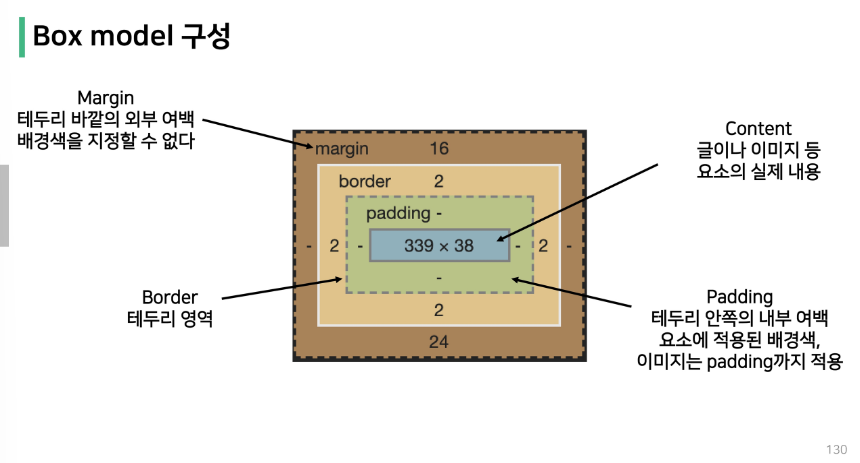 Box model 구성
Margin
테두리 바깥의 외부 여백
배경색을 지정할 수 없다
Content
글이나 이미지 등
요소의 실제 내용
margin 16
border 2
padding -
- 2 - 339 × 38 - 2 -
-
2
24
Border
테두리 영역
Padding
테두리 안쪽의 내부 여백
요소에 적용된 배경색,
이미지는 padding까지 적용
130